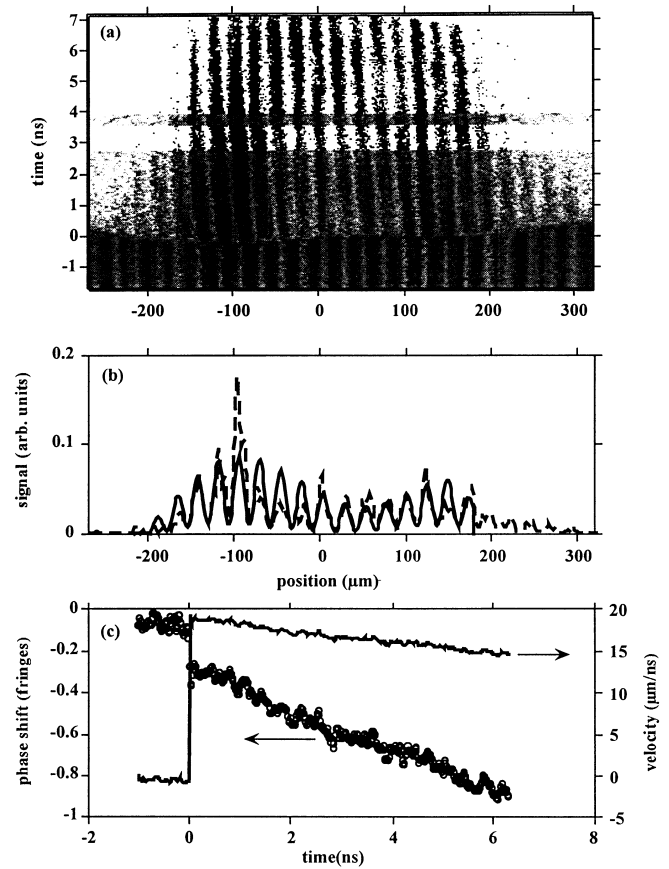 (a)
7
6
5
4
3
2
1
0
-1
time (ns)
-200 -100 0 100 200 300
(b)
0.2
0.1
0
signal (arb. units)
-200 -100 0 100 200 300
position (µm)
(c)
0
-0.2
-0.4
-0.6
-0.8
-1
phase shift (fringes)
20
15
10
5
0
-5
velocity (µm/ns)
-2 0 2 4 6 8
time(ns)